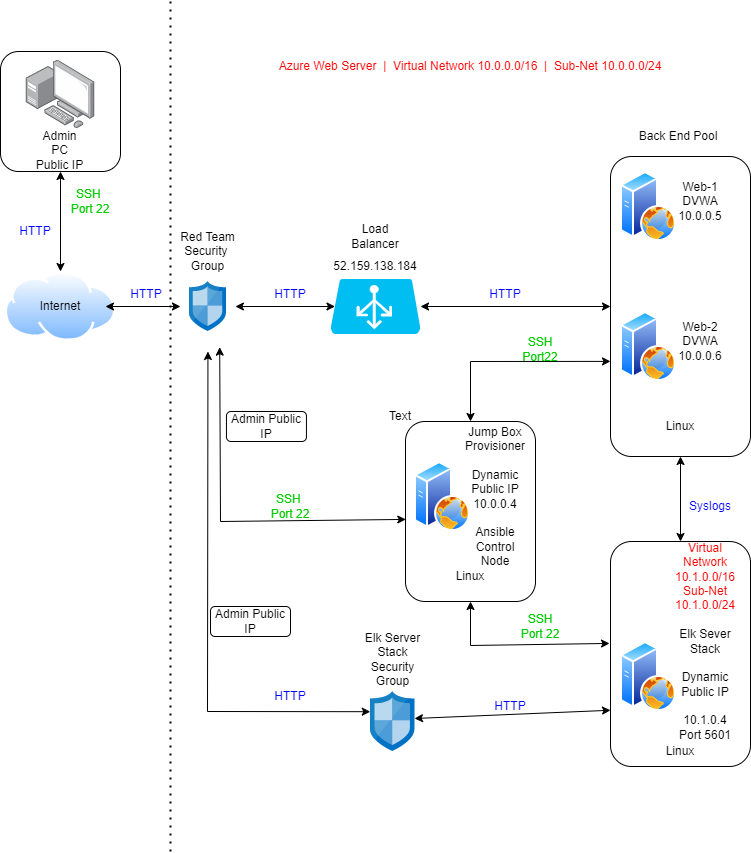 Azure Web Server | Virtual Network 10.0.0.0/16 | Sub-Net 10.0.0.0/24
Admin
PC
Public IP
SSH
Port 22
HTTP
Internet
HTTP
Red Team
Security
Group
HTTP
Load
Balancer
52.159.138.184
HTTP
Back End Pool
Web-1
DVWA
10.0.0.5
Web-2
DVWA
10.0.0.6
Linux
SSH
Port22
Admin Public
IP
Text
Jump Box
Provisioner
Dynamic
Public IP
10.0.0.4
Ansible
Control
Node
Linux
SSH
Port 22
Syslogs
Virtual
Network
10.1.0.0/16
Sub-Net
10.1.0.0/24
Elk Sever
Stack
Dynamic
Public IP
10.1.0.4
Port 5601
Linux
SSH
Port 22
Admin Public
IP
Elk Server
Stack
Security
Group
HTTP
HTTP